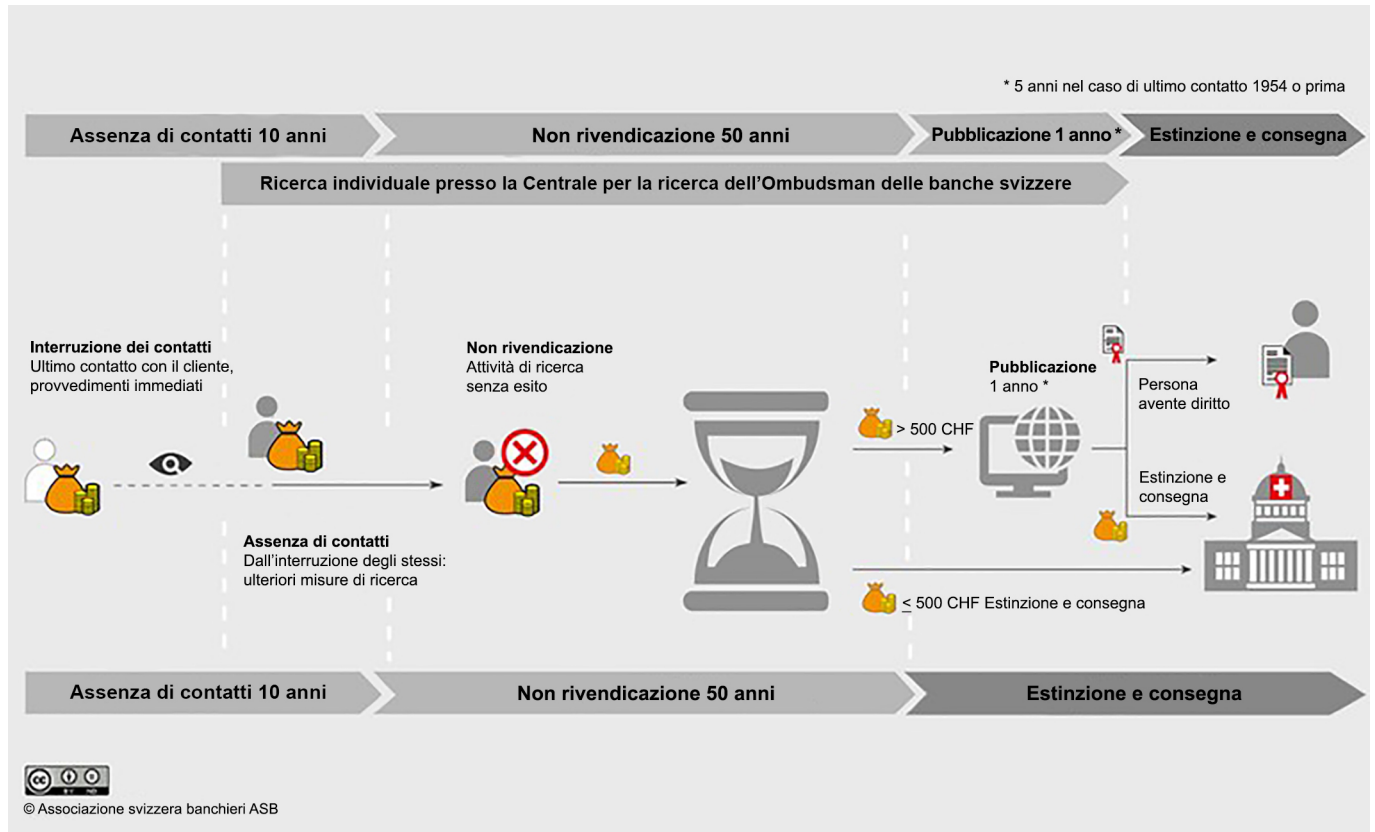 * 5 anni nel caso di ultimo contatto 1954 o prima
Assenza di contatti 10 anni
Non rivendicazione 50 anni
Pubblicazione 1 anno *
Estinzione e consegna
Ricerca individuale presso la Centrale per la ricerca dell’Ombudsman delle banche svizzere
Interruzione dei contatti
Ultimo contatto con il cliente,
provvedimenti immediati
Assenza di contatti
Dall’interruzione degli stessi:
ulteriori misure di ricerca
Non rivendicazione
Attività di ricerca
senza esito
> 500 CHF
Pubblicazione
1 anno *
Persona
avente diritto
Estinzione e
consegna
≤ 500 CHF Estinzione e consegna
Assenza di contatti 10 anni
Non rivendicazione 50 anni
Estinzione e consegna
cc
BY ND
© Associazione svizzera banchieri ASB